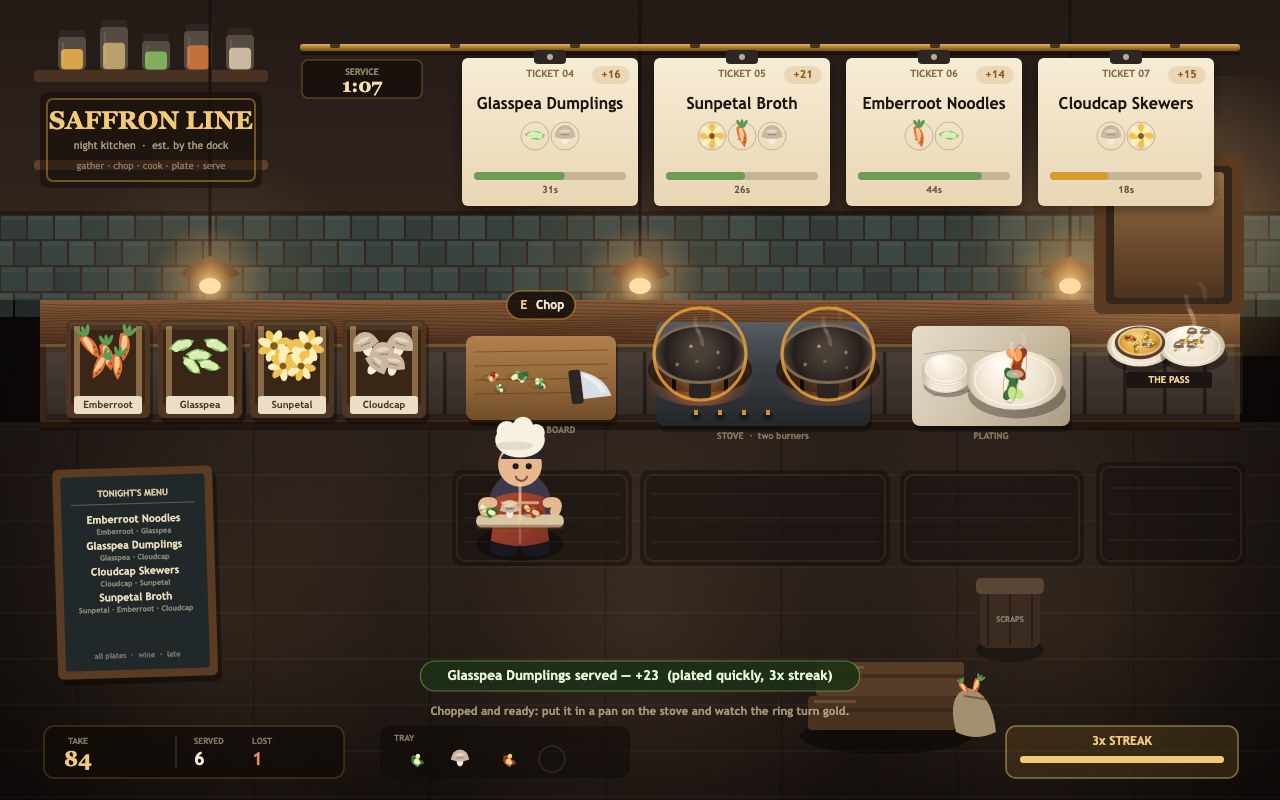 SAFFRON LINE
night kitchen · est. by the dock
gather · chop · cook · plate · serve
SERVICE
1:07
TICKET 04
+16
Glasspea Dumplings
31s
TICKET 05
+21
Sunpetal Broth
26s
TICKET 06
+14
Emberroot Noodles
44s
TICKET 07
+15
Cloudcap Skewers
18s
E Chop
Emberroot
Glasspea
Sunpetal
Cloudcap
BOARD
STOVE · two burners
PLATING
THE PASS
TONIGHT'S MENU
Emberroot Noodles
Emberroot · Glasspea
Glasspea Dumplings
Glasspea · Cloudcap
Cloudcap Skewers
Cloudcap · Sunpetal
Sunpetal Broth
Sunpetal · Emberroot · Cloudcap
all plates · wine · late
SCRAPS
Glasspea Dumplings served — +23 (plated quickly, 3x streak)
Chopped and ready: put it in a pan on the stove and watch the ring turn gold.
TAKE
84
SERVED
6
LOST
1
TRAY
3x STREAK